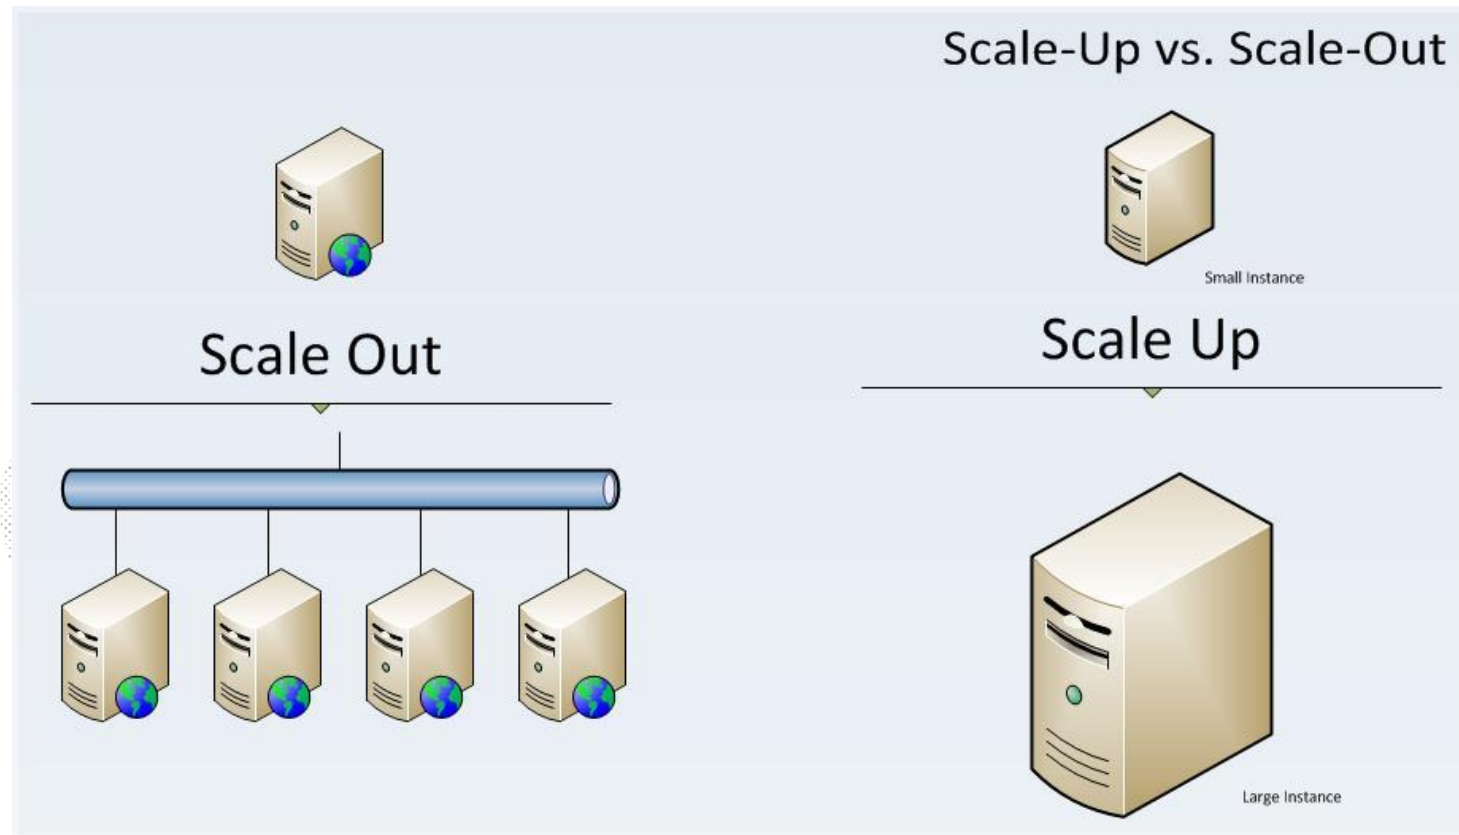 Scale-Up vs. Scale-Out
Small Instance
Scale Out
Scale Up
Large Instance